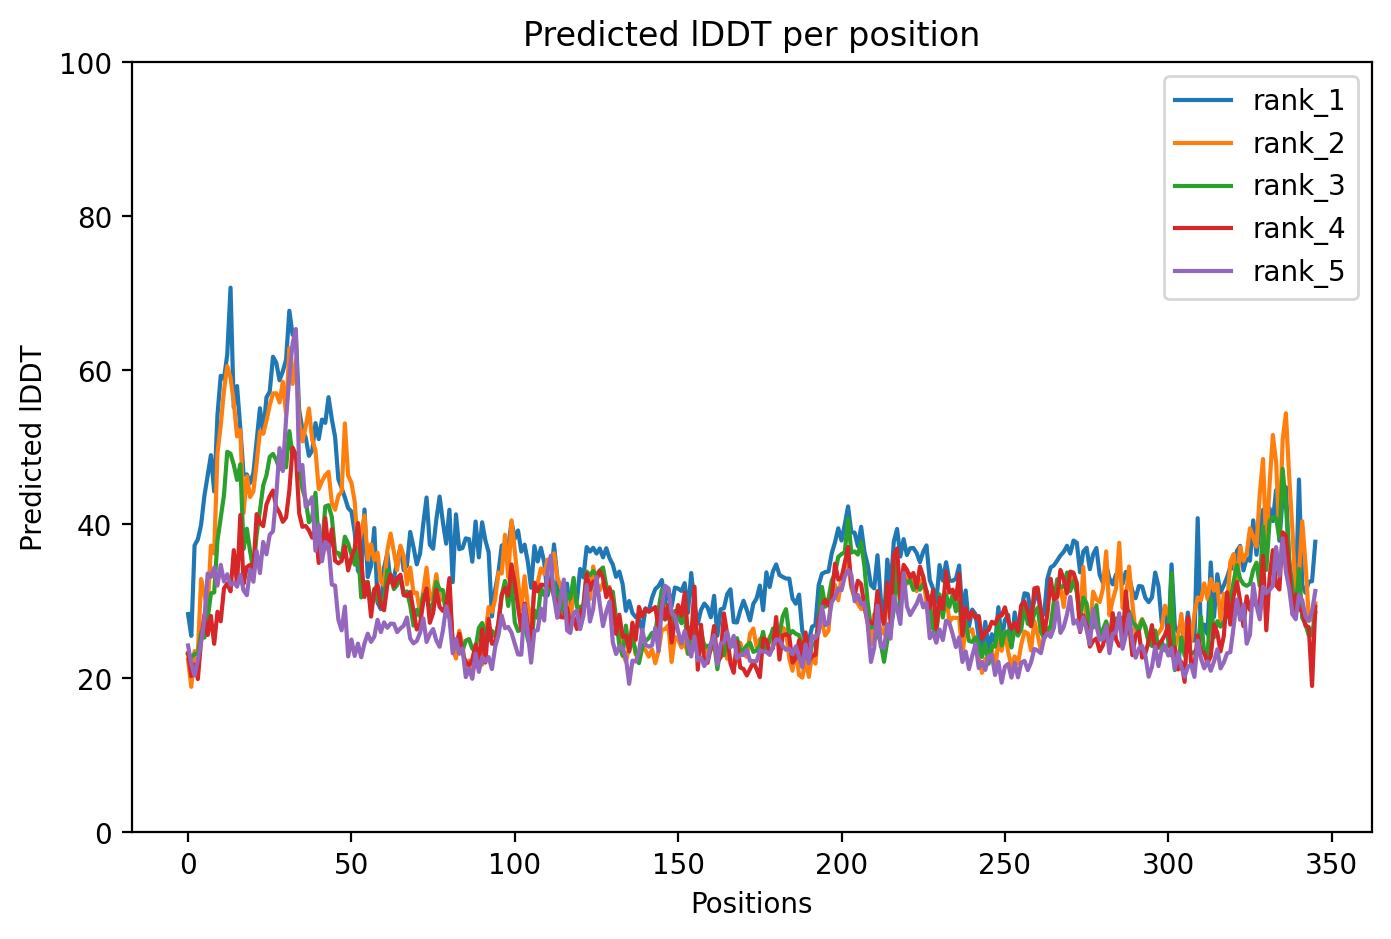 Predicted lDDT per position
Predicted lDDT
100
80
60
40
20
0
rank_1
rank_2
rank_3
rank_4
rank_5
0 50 100 150 200 250 300 350
Positions